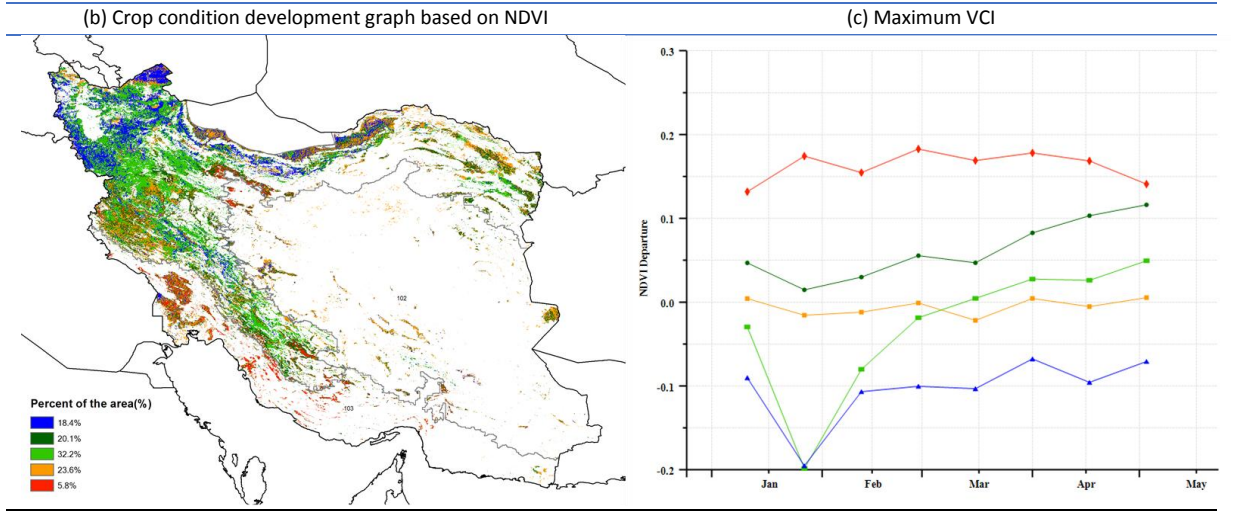 (b) Crop condition development graph based on NDVI
(c) Maximum VCI
102
103
Percent of the area(%)
18.4%
20.1%
32.2%
23.6%
5.8%
NDVI Departure
0.3
0.2
0.1
0.0
-0.1
-0.2
Jan Feb Mar Apr May